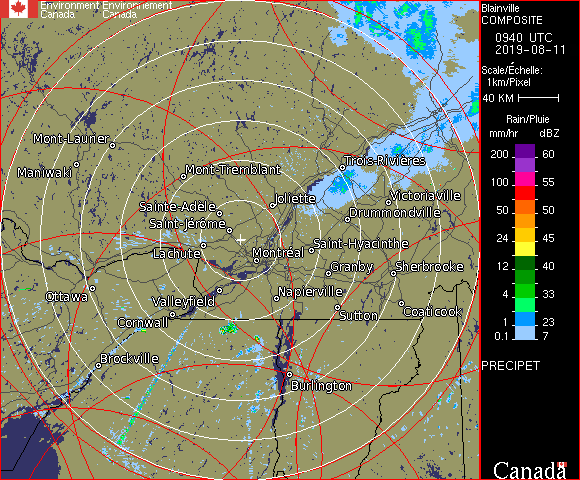 Environment Environnement
Canada Canada
Blainville
COMPOSITE
0940 UTC
2019-08-11
Scale/Échelle:
1km/Pixel
40 KM
Rain/Pluie
mm/hr dBZ
200 60
100 55
50 50
24 45
12 40
4 33
1 23
0.1 7
PRECIPET
Canada
Mont-Laurier
Maniwaki
Mont-Tremblant
Trois-Rivières
Joliette
Victoriaville
Sainte-Adèle
Drummondville
Saint-Jérôme
Saint-Hyacinthe
Lachute
Montréal
Granby
Sherbrooke
Ottawa
Valleyfield
Napierville
Coaticook
Cornwall
Sutton
Brockville
Burlington